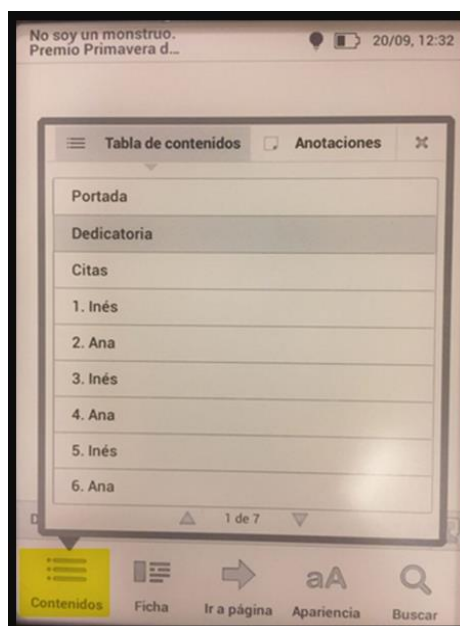 No soy un monstruo.
Premio Primavera d...
20/09, 12:32
Tabla de contenidos
Anotaciones
Portada
Dedicatoria
Citas
1. Inés
2. Ana
3. Inés
4. Ana
5. Inés
6. Ana
D
1 de 7
Contenidos
Ficha
Ir a página
aA
Apariencia
Buscar